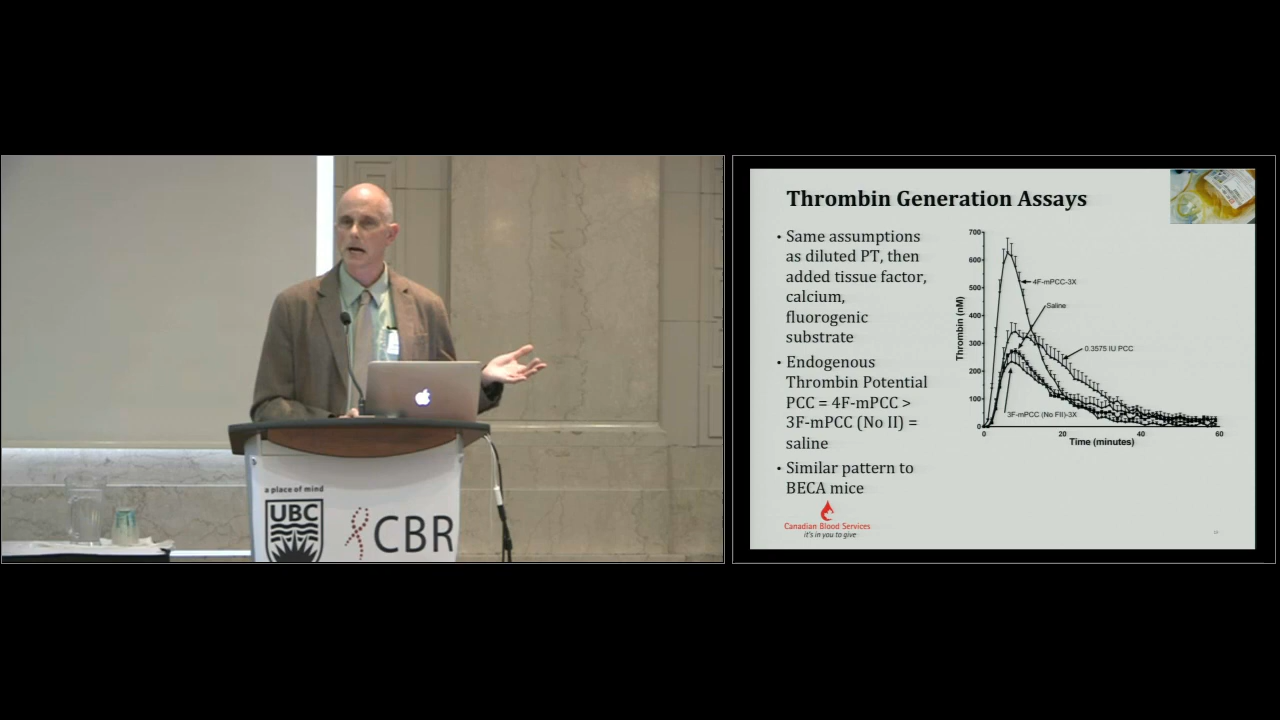 a place of mind
UBC
CBR
Thrombin Generation Assays
• Same assumptions
as diluted PT, then
added tissue factor,
calcium,
fluorogenic
substrate
• Endogenous
Thrombin Potential
PCC = 4F-mPCC >
3F-mPCC (No II) =
saline
• Similar pattern to
BECA mice
Canadian Blood Services
it's in you to give
700
600
500
400
300
200
100
0
Thrombin (nM)
4F-mPCC-3X
Saline
0.3575 IU PCC
3F-mPCC (No FII)-3X
0 20 40 60
Time (minutes)